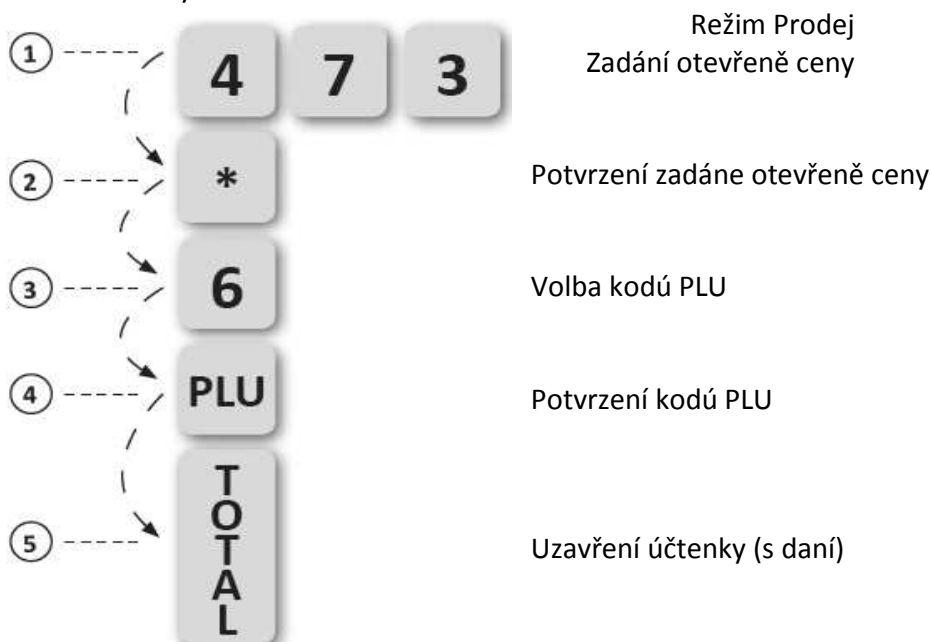 Režim Prodej
1 4 7 3 Zadání otevřeně ceny
2 * Potvrzení zadáne otevřeně ceny
3 6 Volba kodú PLU
4 PLU Potvrzení kodú PLU
5 TOTAL Uzavření účtenky (s daní)